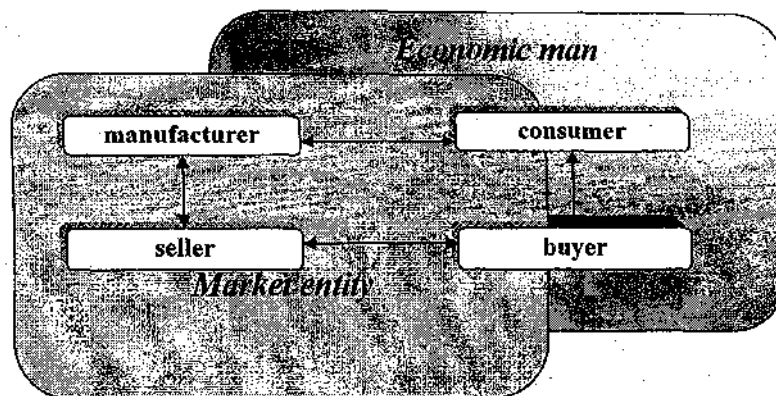 Economic man
manufacturer
consumer
seller
buyer
Market entity